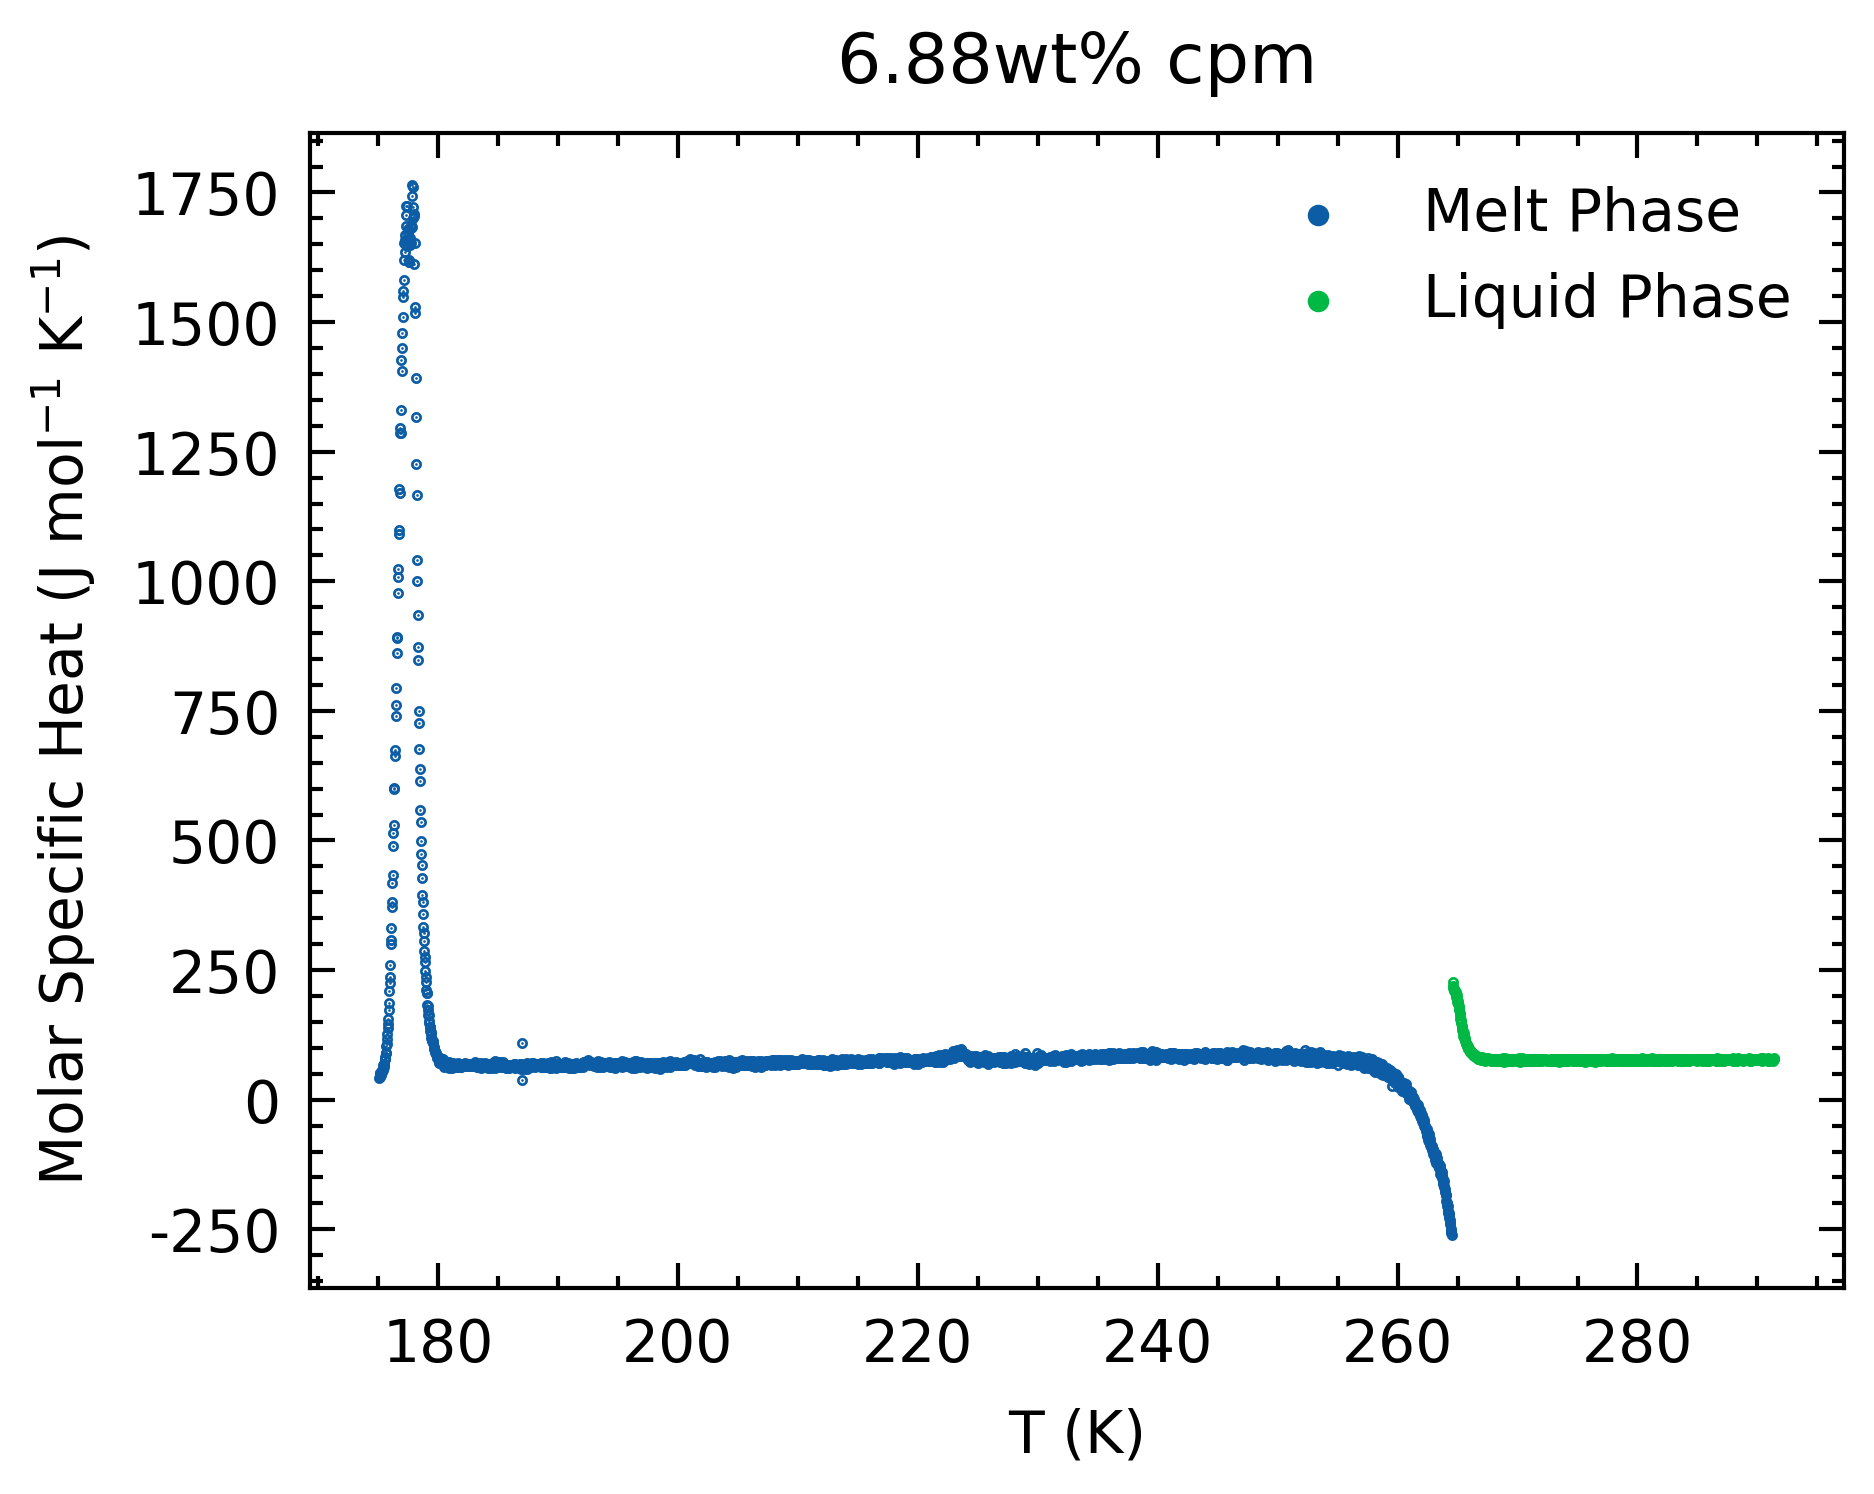 6.88wt% cpm
Molar Specific Heat (J mol⁻¹ K⁻¹)
1750
1500
1250
1000
750
500
250
0
-250
Melt Phase
Liquid Phase
180 200 220 240 260 280
T (K)